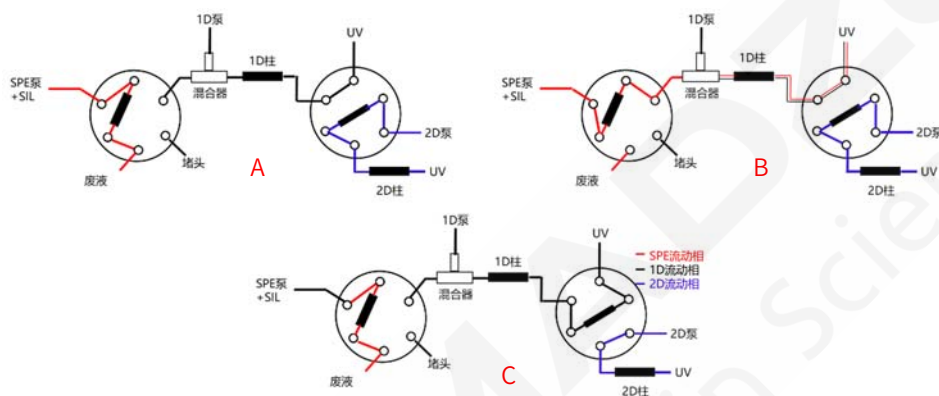 1D泵
UV
1D柱
SPE泵
+SIL
混合器
2D泵
堵头
废液
A
UV
2D柱
1D泵
UV
1D柱
SPE泵
+SIL
混合器
2D泵
堵头
废液
B
UV
2D柱
1D泵
UV
1D柱
SPE流动相
1D流动相
2D流动相
SPE泵
+SIL
混合器
2D泵
堵头
废液
C
UV
2D柱